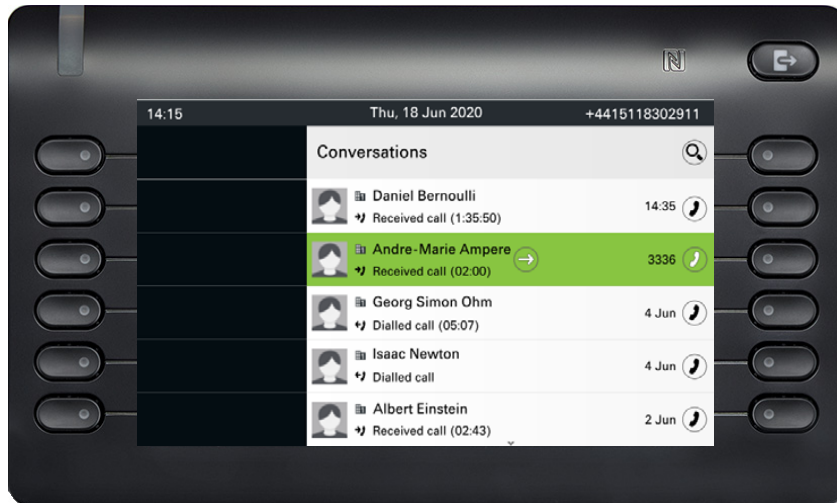 14:15 Thu, 18 Jun 2020 +4415118302911
Conversations
Daniel Bernoulli
Received call (1:35:50) 14:35
Andre-Marie Ampere
Received call (02:00) 3336
Georg Simon Ohm
Dialled call (05:07) 4 Jun
Isaac Newton
Dialled call 4 Jun
Albert Einstein
Received call (02:43) 2 Jun